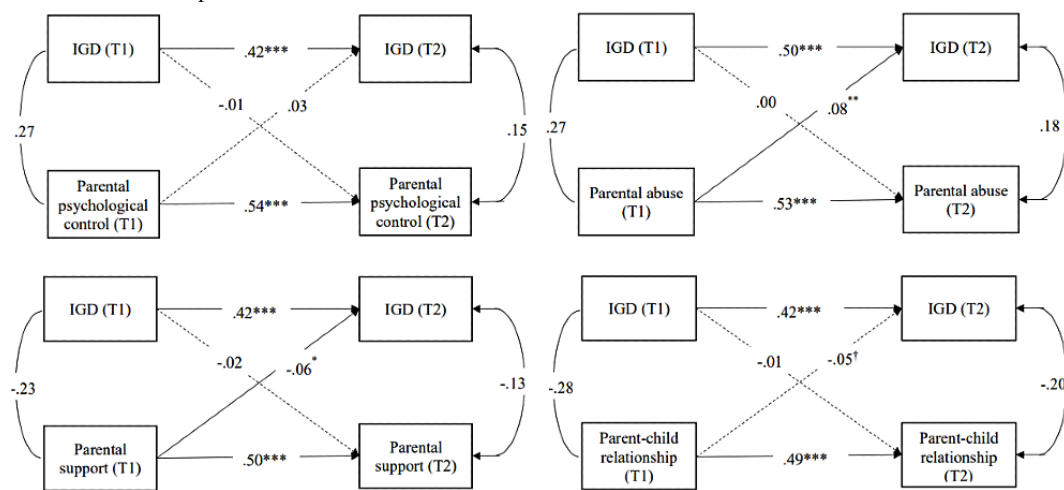 IGD (T1)
.42***
IGD (T2)
-.01
.03
.27
.15
Parental
psychological
control (T1)
.54***
Parental
psychological
control (T2)
IGD (T1)
.50***
IGD (T2)
.00
.08**
.27
.18
Parental abuse
(T1)
.53***
Parental abuse
(T2)
IGD (T1)
.42***
IGD (T2)
-.02
-.06*
-.23
-.13
Parental
support (T1)
.50***
Parental
support (T2)
IGD (T1)
.42***
IGD (T2)
-.01
-.05†
-.28
-.20
Parent-child
relationship
(T1)
.49***
Parent-child
relationship
(T2)